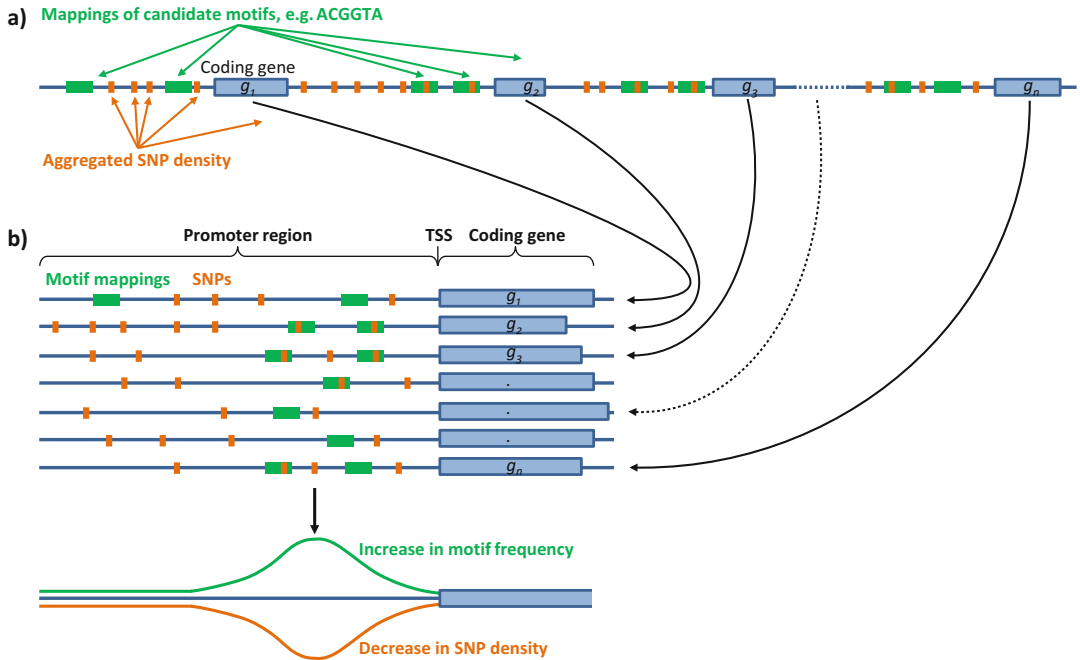 a)
Mappings of candidate motifs, e.g. ACGGTA
Coding gene
g1
g2
g3
gn
Aggregated SNP density
b)
Promoter region
TSS
Coding gene
Motif mappings
SNPs
g1
g2
g3
.
.
.
gn
Increase in motif frequency
Decrease in SNP density